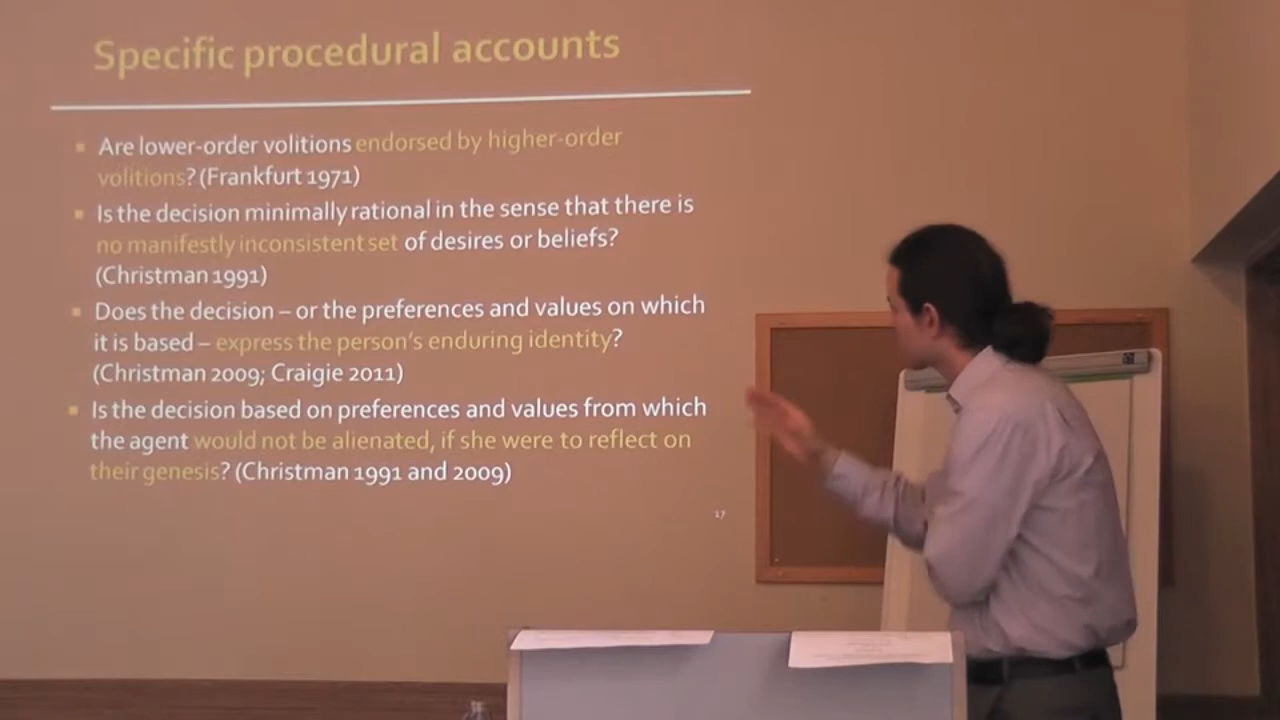 Specific procedural accounts
▪ Are lower-order volitions endorsed by higher-order
volitions? (Frankfurt 1971)
▪ Is the decision minimally rational in the sense that there is
no manifestly inconsistent set of desires or beliefs?
(Christman 1991)
▪ Does the decision – or the preferences and values on which
it is based – express the person's enduring identity?
(Christman 2009; Craigie 2011)
▪ Is the decision based on preferences and values from which
the agent would not be alienated, if she were to reflect on
their genesis? (Christman 1991 and 2009)
17